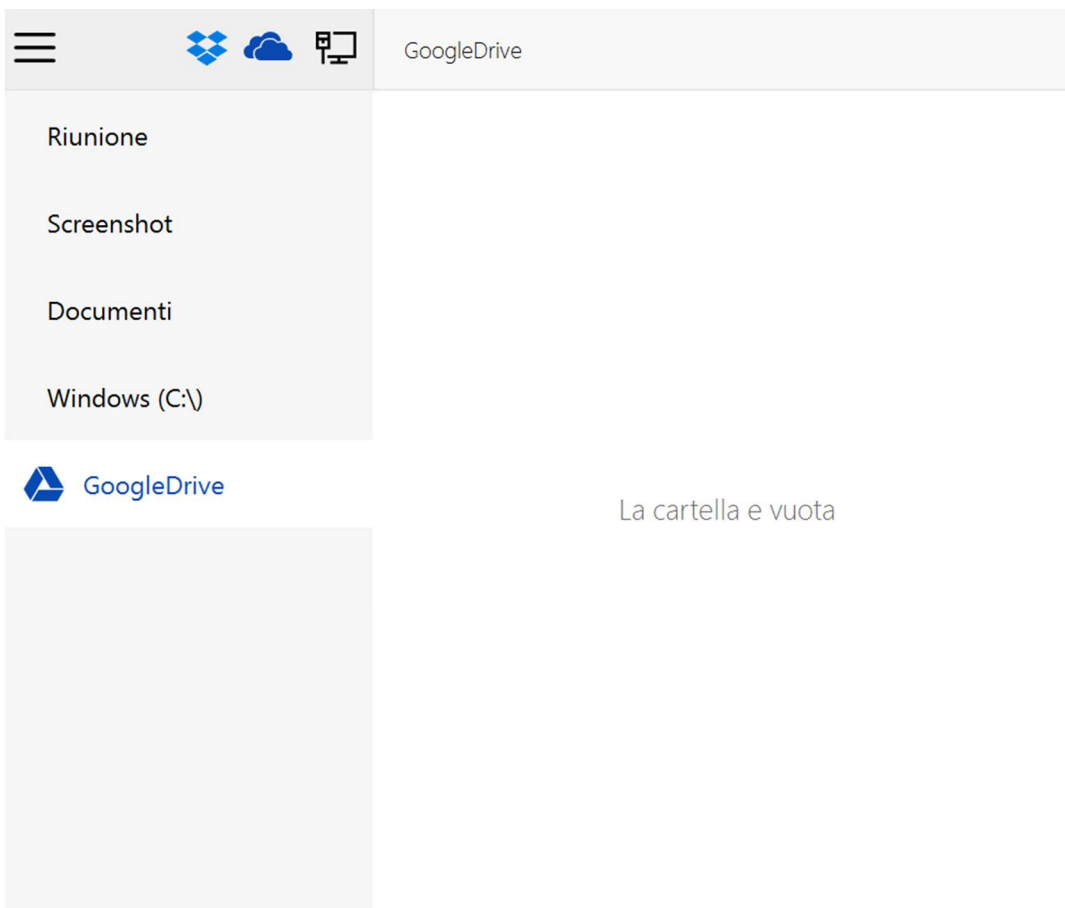 GoogleDrive
Riunione
Screenshot
Documenti
Windows (C:\)
GoogleDrive
La cartella e vuota